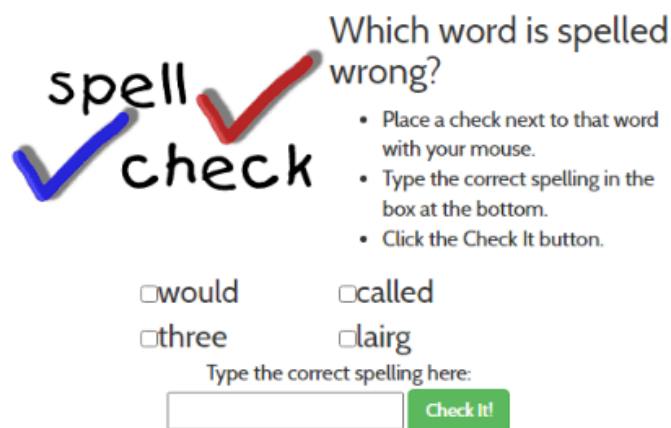 spell
check
Which word is spelled
wrong?
• Place a check next to that word
with your mouse.
• Type the correct spelling in the
box at the bottom.
• Click the Check It button.
would called
three lairg
Type the correct spelling here:
Check It!